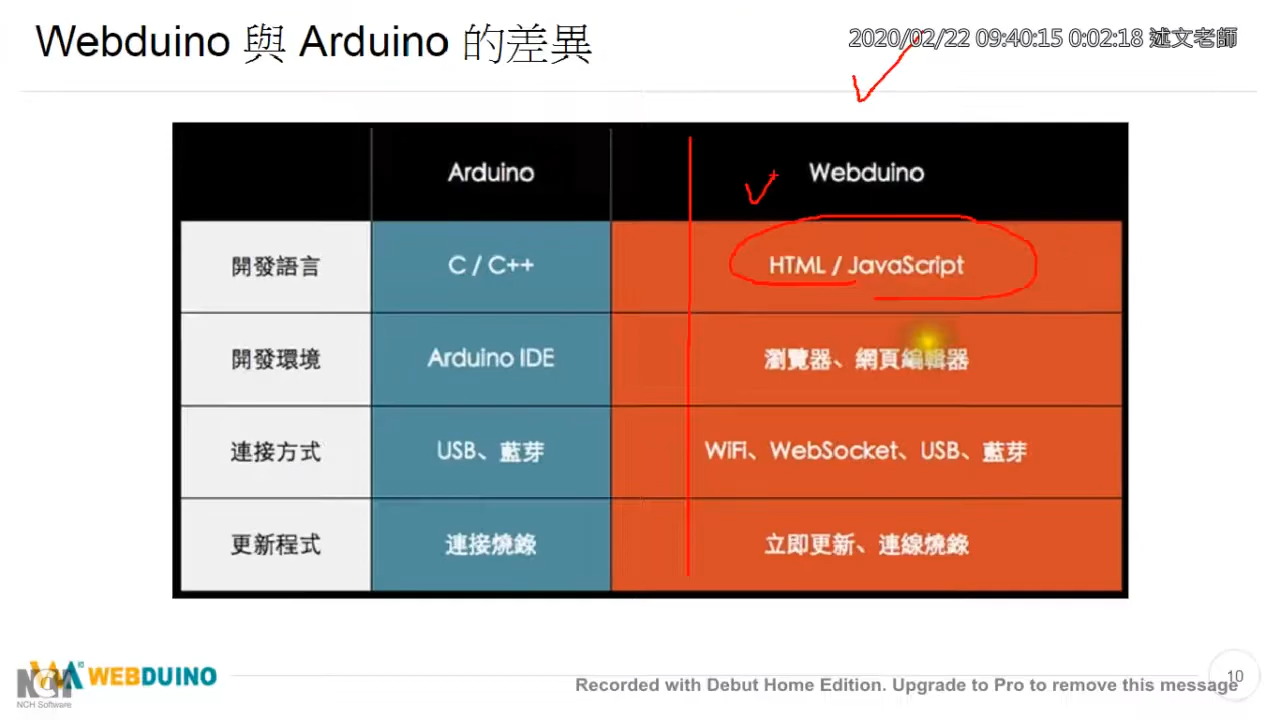 Webduino 與 Arduino 的差異
2020/02/22 09:40:15 0:02:18 述文老師
Arduino
Webduino
開發語言
C / C++
HTML / JavaScript
開發環境
Arduino IDE
瀏覽器、網頁編輯器
連接方式
USB、藍芽
WiFi、WebSocket、USB、藍芽
更新程式
連接燒錄
立即更新、連線燒錄
WEBDUINO
NCH
NCH Software
Recorded with Debut Home Edition. Upgrade to Pro to remove this message
10